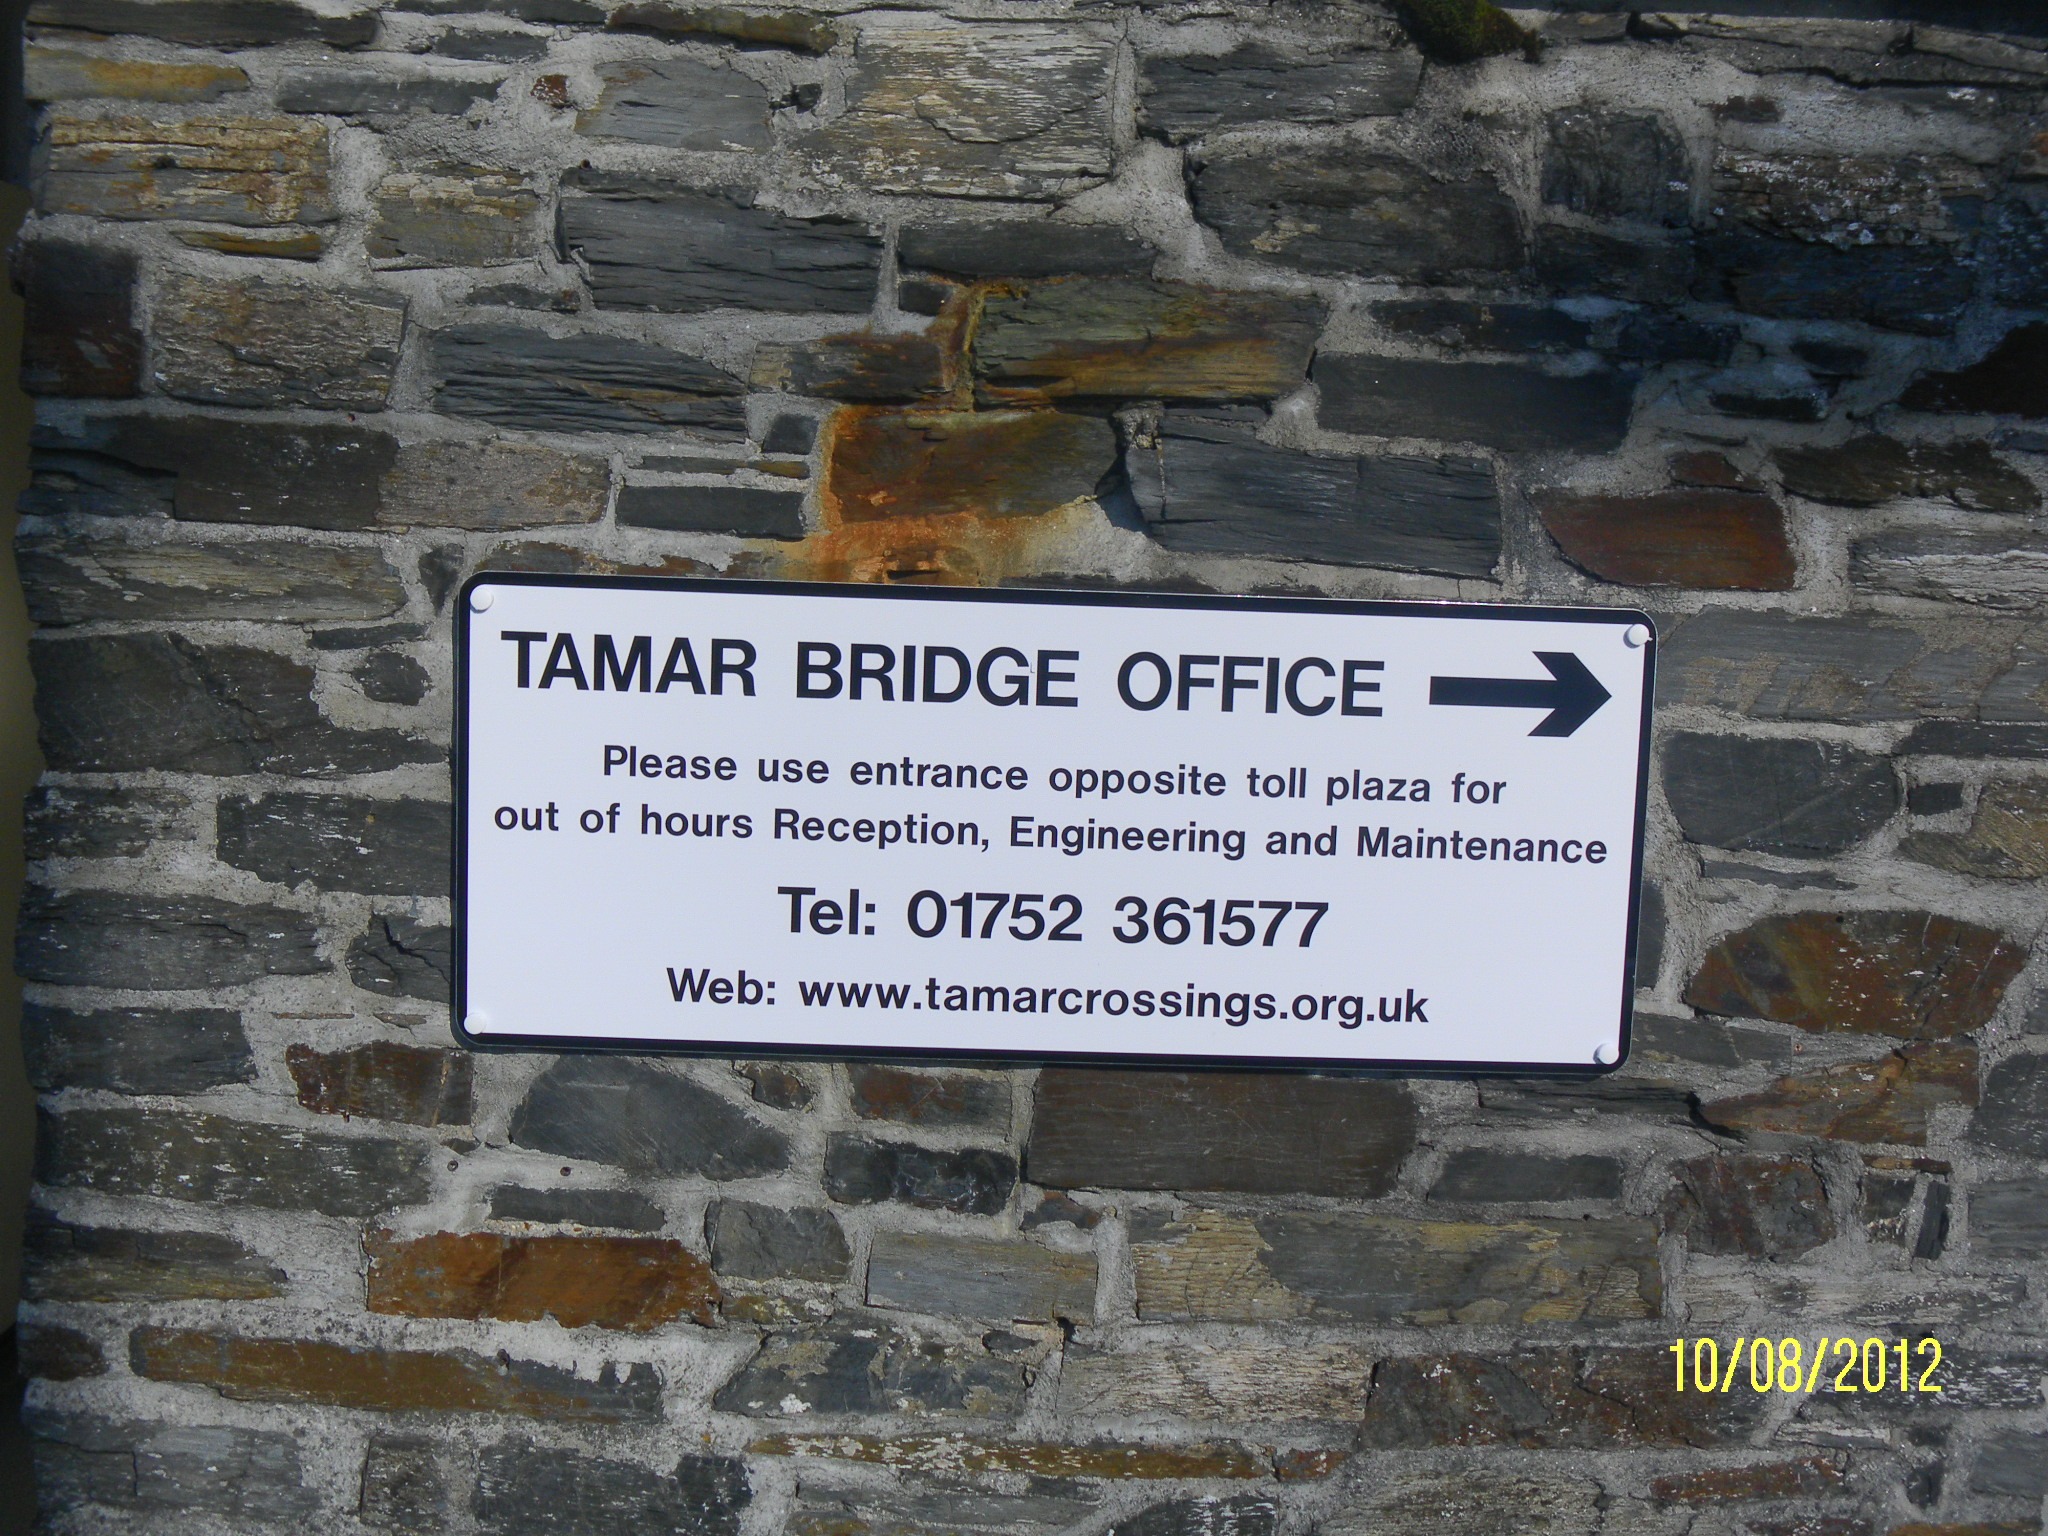 TAMAR BRIDGE OFFICE
Please use entrance opposite toll plaza for
out of hours Reception, Engineering and Maintenance
Tel: 01752 361577
Web: www.tamarcrossings.org.uk
10/08/2012